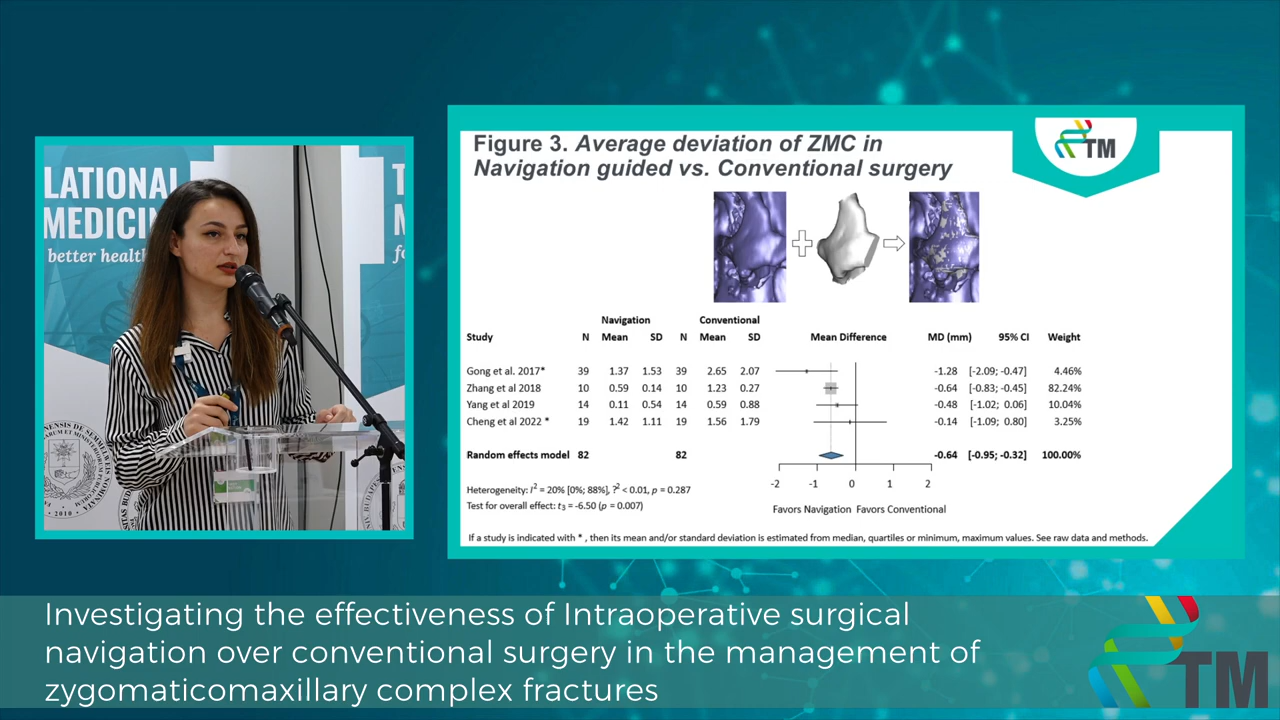 LATIONAL
MEDICIN
better health
T
M
fo
2010
Figure 3. Average deviation of ZMC in
Navigation guided vs. Conventional surgery
TM
Navigation Conventional
Study N Mean SD N Mean SD Mean Difference MD (mm) 95% CI Weight
Gong et al. 2017* 39 1.37 1.53 39 2.65 2.07 -1.28 [-2.09; -0.47] 4.46%
Zhang et al 2018 10 0.59 0.14 10 1.23 0.27 -0.64 [-0.83; -0.45] 82.24%
Yang et al 2019 14 0.11 0.54 14 0.59 0.88 -0.48 [-1.02; 0.06] 10.04%
Cheng et al 2022 * 19 1.42 1.11 19 1.56 1.79 -0.14 [-1.09; 0.80] 3.25%
Random effects model 82 82 -0.64 [-0.95; -0.32] 100.00%
-2 -1 0 1 2
Heterogeneity: I² = 20% [0%; 88%], ?² < 0.01, p = 0.287
Test for overall effect: t₃ = -6.50 (p = 0.007)
Favors Navigation Favors Conventional
If a study is indicated with * , then its mean and/or standard deviation is estimated from median, quartiles or minimum, maximum values. See raw data and methods.
Investigating the effectiveness of Intraoperative surgical
navigation over conventional surgery in the management of
zygomaticomaxillary complex fractures
TM